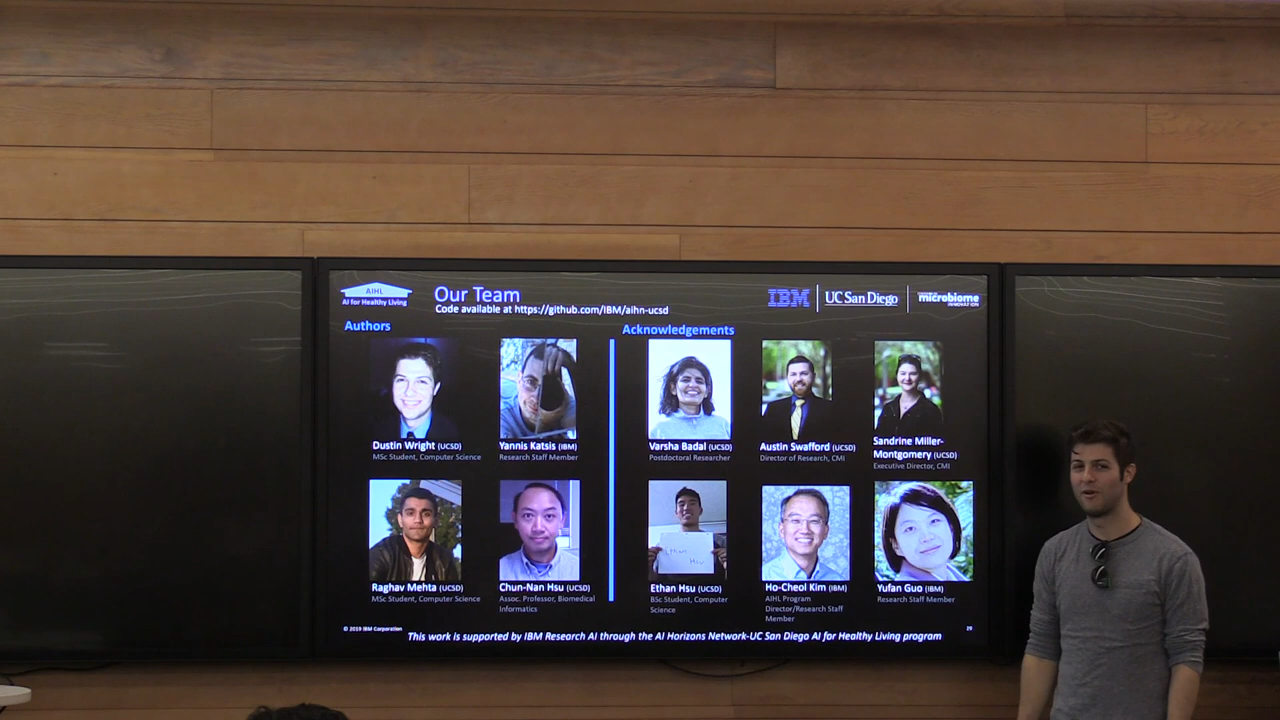 AIHL
AI for Healthy Living
Our Team
Code available at https://github.com/IBM/aihn-ucsd
IBM
UC San Diego
microbiome
INNOVATION
Authors
Acknowledgements
Dustin Wright (UCSD)
MSc Student, Computer Science
Yannis Katsis (IBM)
Research Staff Member
Varsha Badal (UCSD)
Postdoctoral Researcher
Austin Swafford (UCSD)
Director of Research, CMI
Sandrine Miller-
Montgomery (UCSD)
Executive Director, CMI
Raghav Mehta (UCSD)
MSc Student, Computer Science
Chun-Nan Hsu (UCSD)
Assoc. Professor, Biomedical
Informatics
Ethan Hsu
Ethan Hsu (UCSD)
BSc Student, Computer
Science
Ho-Cheol Kim (IBM)
AIHL Program
Director/Research Staff
Member
Yufan Guo (IBM)
Research Staff Member
© 2019 IBM Corporation
This work is supported by IBM Research AI through the AI Horizons Network-UC San Diego AI for Healthy Living program